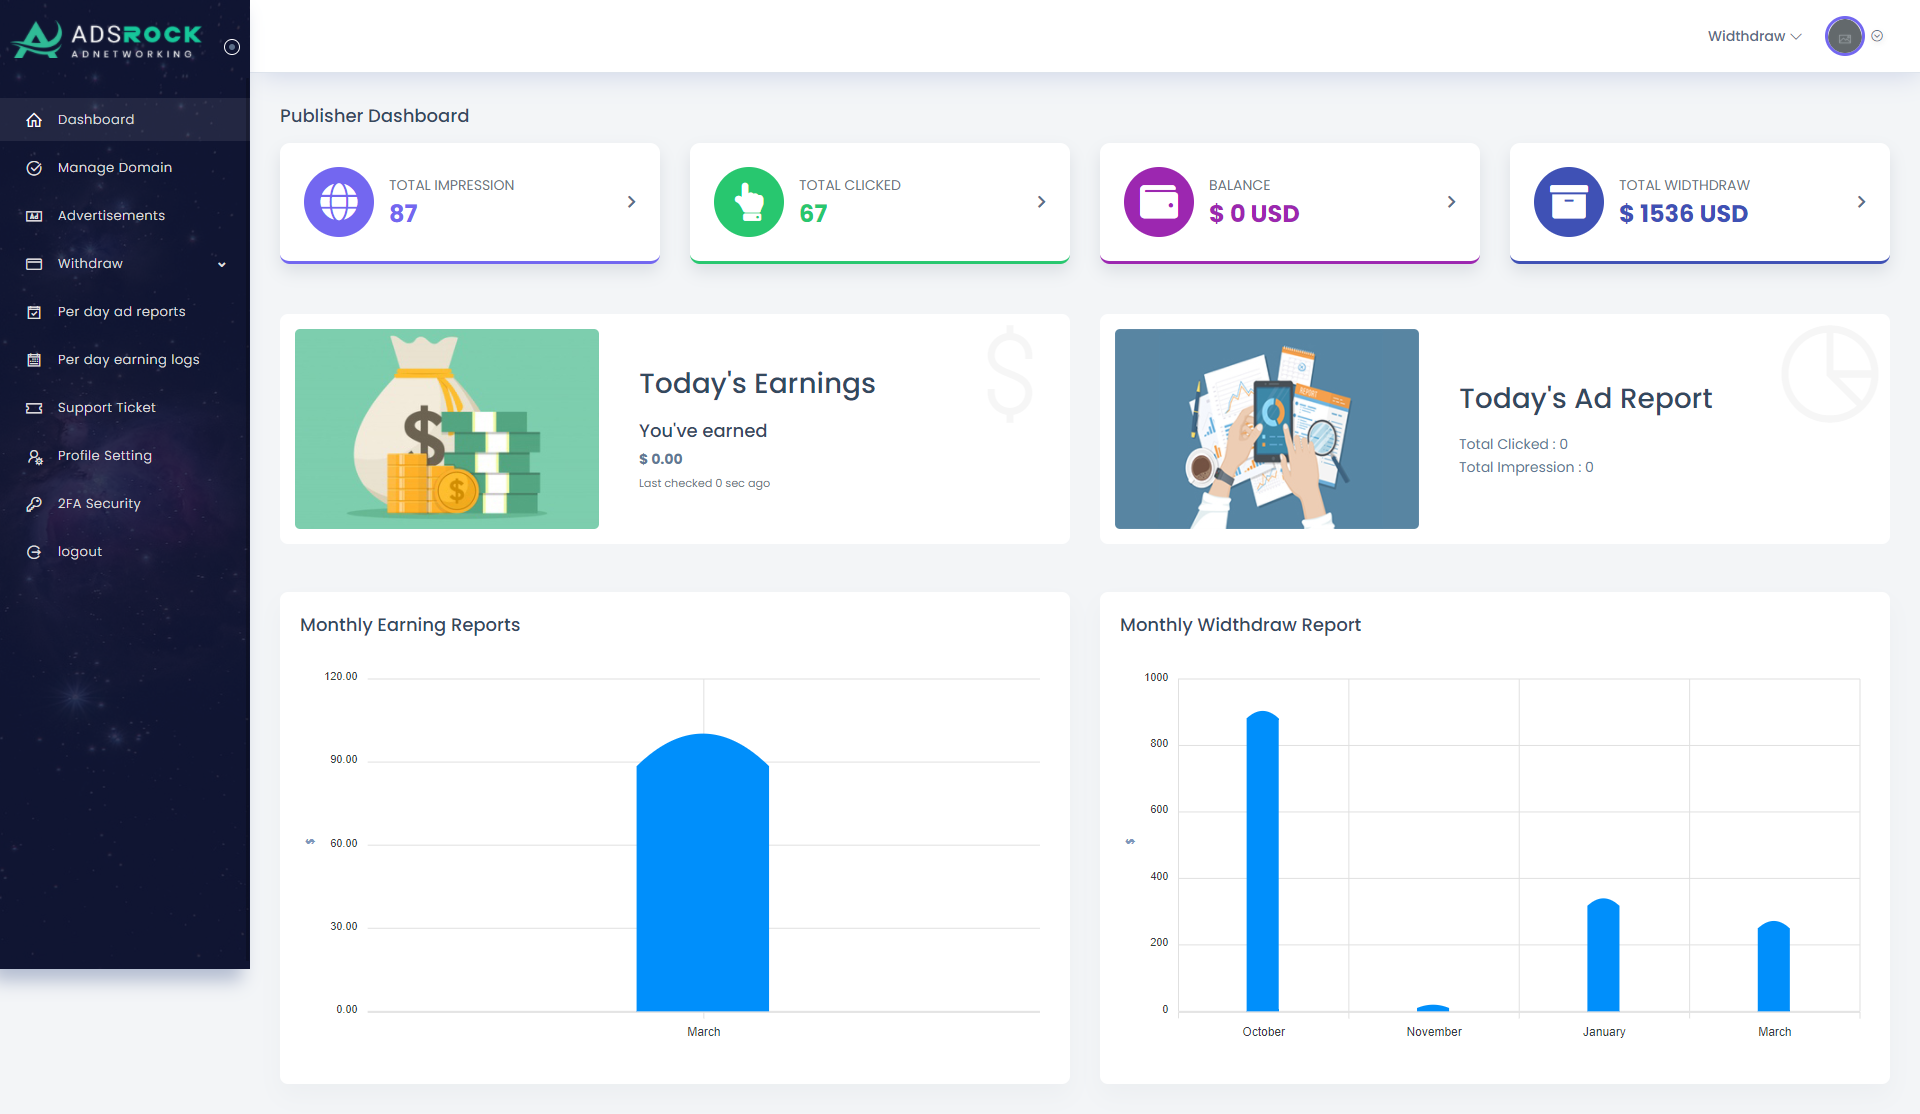 ADSROCK
ADNETWORKING
Widthdraw
Dashboard
Manage Domain
Advertisements
Withdraw
Per day ad reports
Per day earning logs
Support Ticket
Profile Setting
2FA Security
logout
Publisher Dashboard
TOTAL IMPRESSION
87
TOTAL CLICKED
67
BALANCE
$ 0 USD
TOTAL WIDTHDRAW
$ 1536 USD
$
$
Today's Earnings
You've earned
$ 0.00
Last checked 0 sec ago
REPORT
Today's Ad Report
Total Clicked : 0
Total Impression : 0
Monthly Earning Reports
120.00
90.00
60.00
30.00
0.00
$
March
Monthly Widthdraw Report
1000
800
600
400
200
0
$
October
November
January
March